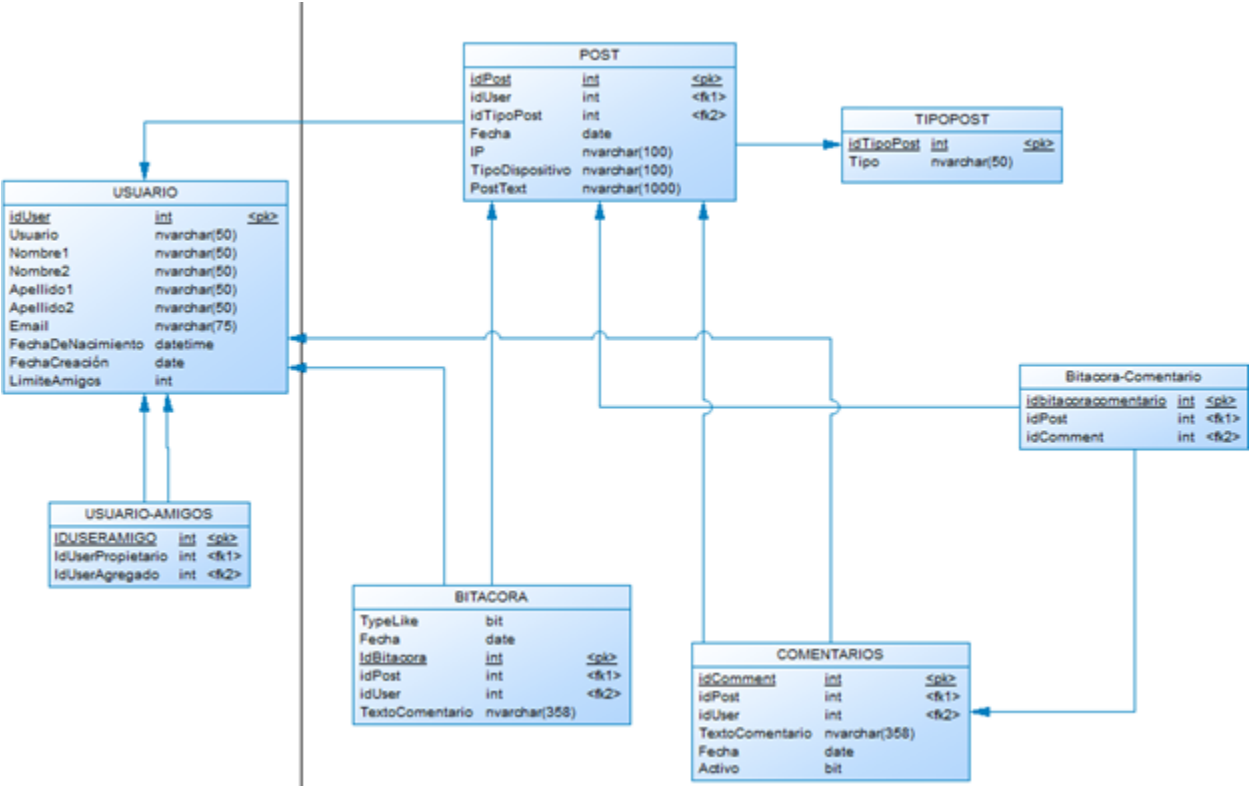 POST
idPost int <pk>
idUser int <fk1>
idTipoPost int <fk2>
Fecha date
IP nvarchar(100)
TipoDispositivo nvarchar(100)
PostText nvarchar(1000)
TIPOPOST
idTipoPost int <pk>
Tipo nvarchar(50)
USUARIO
idUser int <pk>
Usuario nvarchar(50)
Nombre1 nvarchar(50)
Nombre2 nvarchar(50)
Apellido1 nvarchar(50)
Apellido2 nvarchar(50)
Email nvarchar(75)
FechaDeNacimiento datetime
FechaCreación date
LimiteAmigos int
Bitacora-Comentario
idbitacoracomentario int <pk>
idPost int <fk1>
idComment int <fk2>
USUARIO-AMIGOS
IDUSERAMIGO int <pk>
IdUserPropietario int <fk1>
IdUserAgregado int <fk2>
BITACORA
TypeLike bit
Fecha date
IdBitacora int <pk>
idPost int <fk1>
idUser int <fk2>
TextoComentario nvarchar(358)
COMENTARIOS
idComment int <pk>
idPost int <fk1>
idUser int <fk2>
TextoComentario nvarchar(358)
Fecha date
Activo bit